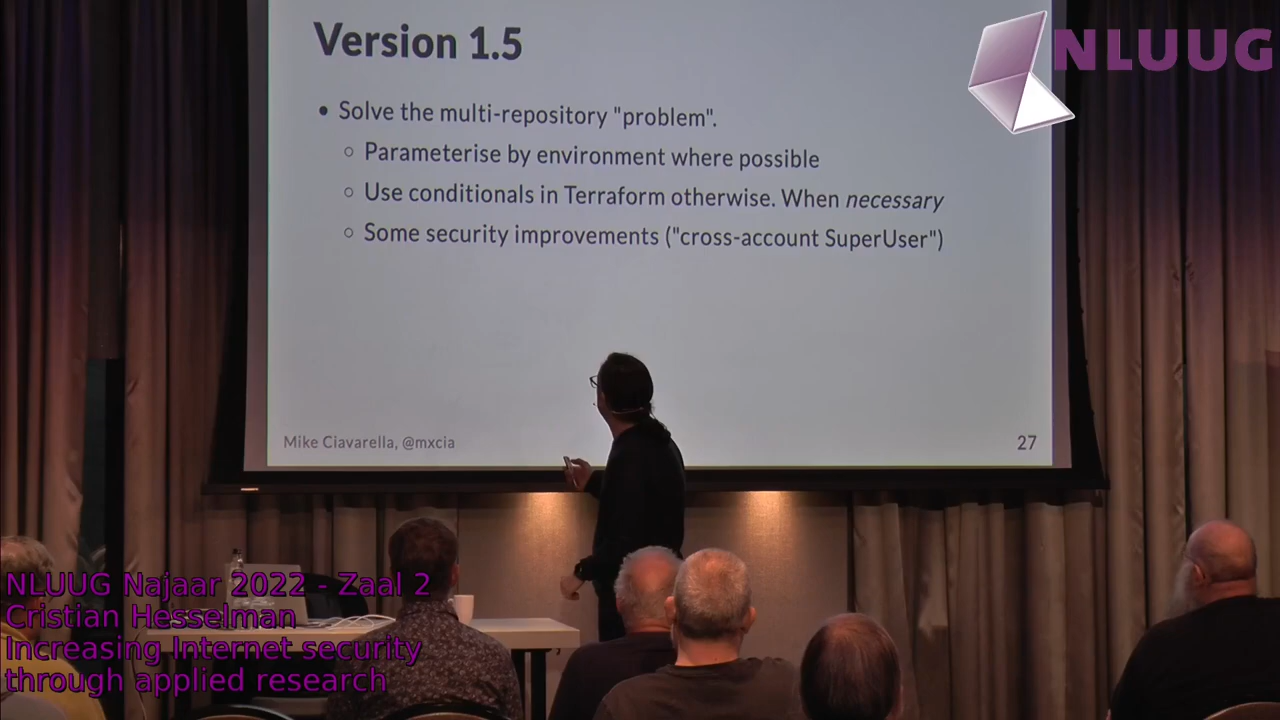 Version 1.5
NLUUG
• Solve the multi-repository "problem".
○ Parameterise by environment where possible
○ Use conditionals in Terraform otherwise. When necessary
○ Some security improvements ("cross-account SuperUser")
Mike Ciavarella, @mxcia
27
NLUUG Najaar 2022 - Zaal 2
Cristian Hesselman
Increasing Internet security
through applied research